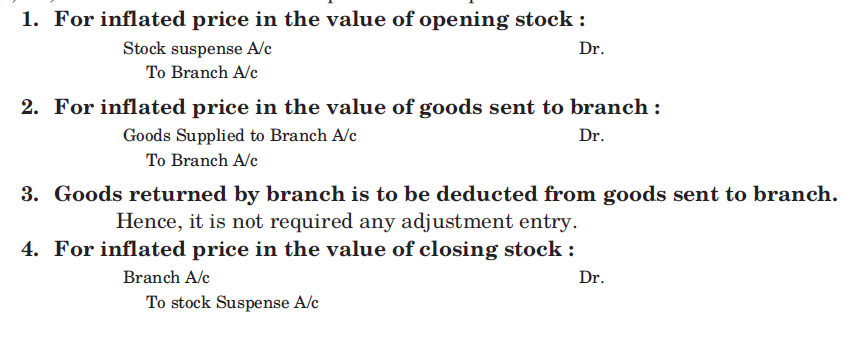 1. For inflated price in the value of opening stock :
Stock suspense A/c Dr.
To Branch A/c
2. For inflated price in the value of goods sent to branch :
Goods Supplied to Branch A/c Dr.
To Branch A/c
3. Goods returned by branch is to be deducted from goods sent to branch.
Hence, it is not required any adjustment entry.
4. For inflated price in the value of closing stock :
Branch A/c Dr.
To stock Suspense A/c